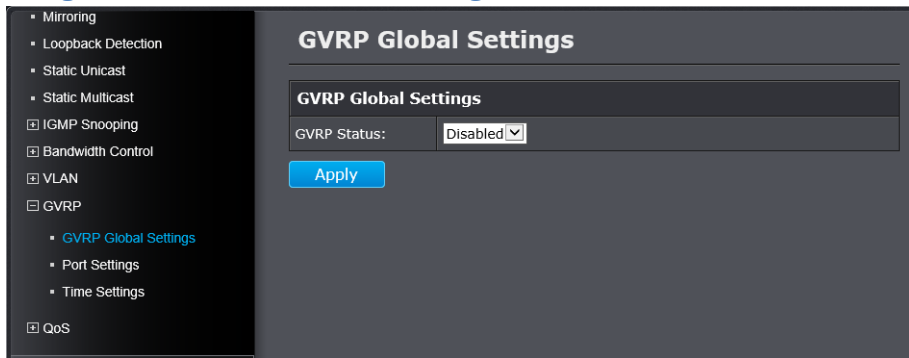 Mirroring
Loopback Detection
Static Unicast
Static Multicast
IGMP Snooping
Bandwidth Control
VLAN
GVRP
GVRP Global Settings
Port Settings
Time Settings
QoS
GVRP Global Settings
GVRP Global Settings
GVRP Status: Disabled
Apply